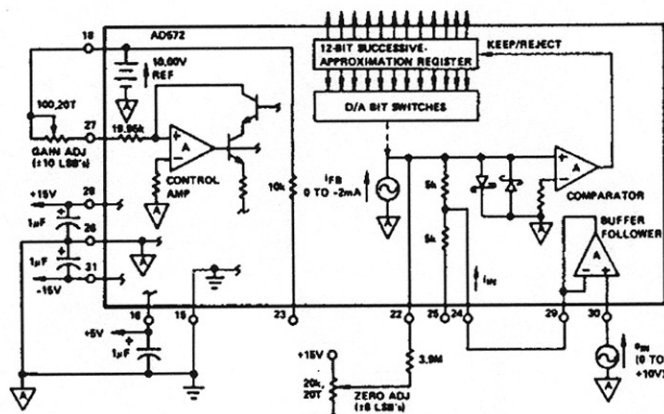 18
AD572
10.00V
REF
12-BIT SUCCESSIVE-
APPROXIMATION REGISTER
KEEP/REJECT
D/A BIT SWITCHES
100,20T
27
19.95k
GAIN ADJ
(±10 LSB's)
+
A
−
CONTROL
AMP
10k
iFB
0 TO -2mA
5k
5k
+
A
−
COMPARATOR
BUFFER
FOLLOWER
A
−
+
+15V
28
1µF
26
1µF
31
-15V
A
iIN
16
15
23
22
25
24
29
30
+5V
1µF
+15V
3.9M
20k,
20T
ZERO ADJ
(±8 LSB's)
eIN
(0 TO
+10V)
A